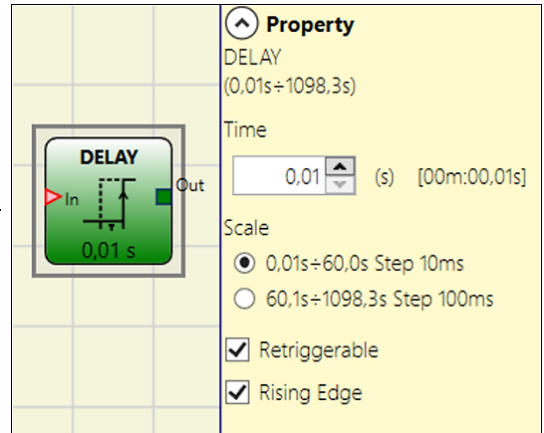 DELAY
In
Out
0,01 s
Property
DELAY
(0,01s÷1098,3s)
Time
0,01 (s) [00m:00,01s]
Scale
0,01s÷60,0s Step 10ms
60,1s÷1098,3s Step 100ms
Retriggerable
Rising Edge